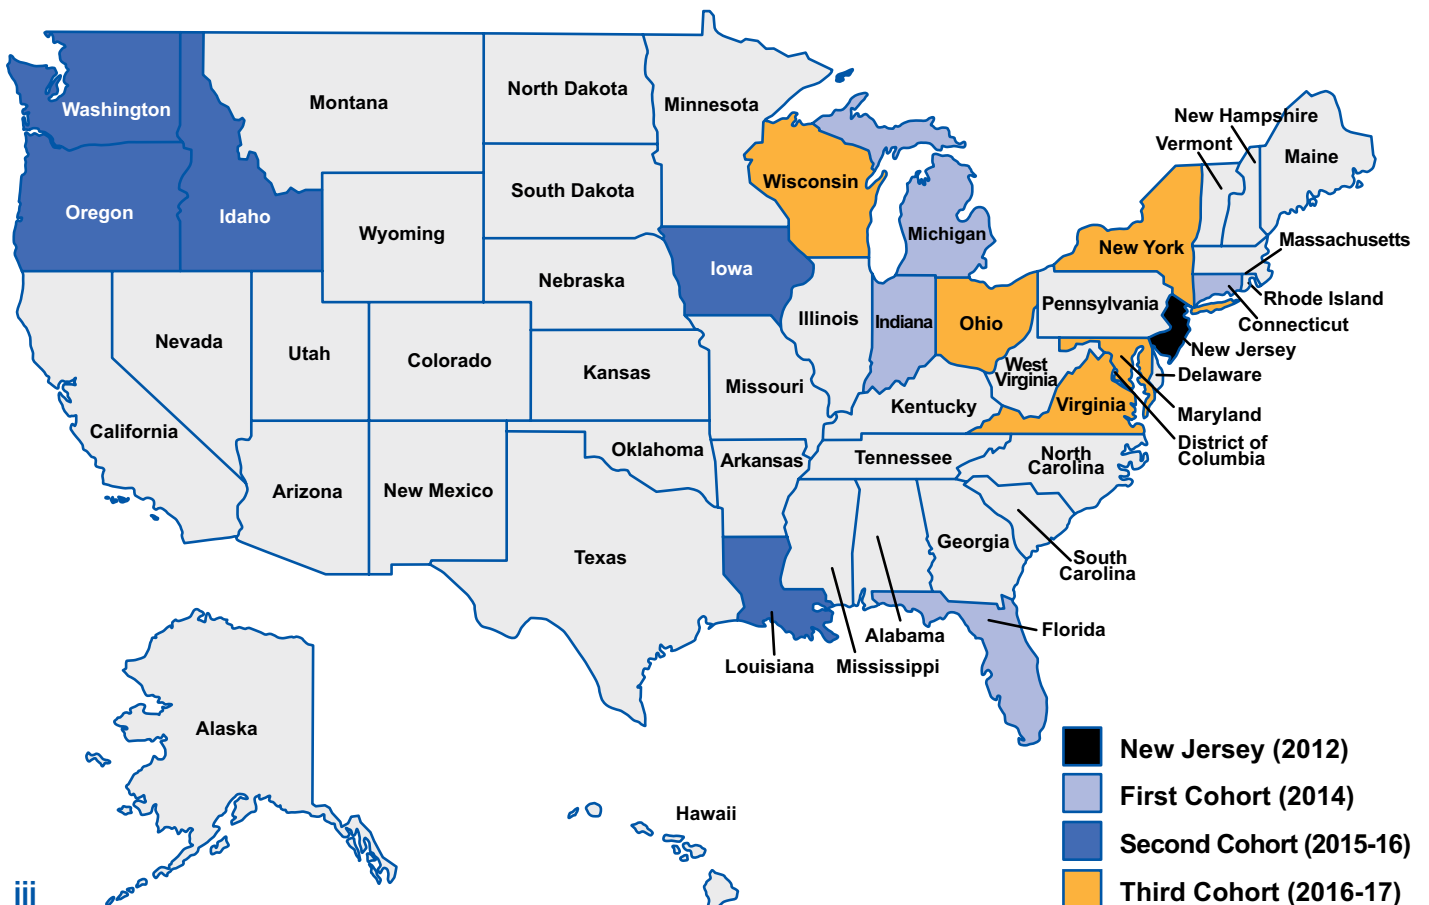 New Hampshire
Vermont
Maine
Washington
Montana
North Dakota
Minnesota
Wisconsin
South Dakota
Oregon
Idaho
Wyoming
Michigan
New York
Massachusetts
Iowa
Nebraska
Rhode Island
Connecticut
Pennsylvania
Illinois
Indiana
Ohio
Nevada
Utah
Colorado
New Jersey
Delaware
Kansas
Missouri
West
Virginia
Kentucky
Virginia
Maryland
California
District of
Columbia
Oklahoma
Arkansas
Tennessee
North
Carolina
Arizona
New Mexico
Texas
Georgia
South
Carolina
Florida
Alabama
Louisiana
Mississippi
Alaska
Hawaii
New Jersey (2012)
First Cohort (2014)
Second Cohort (2015-16)
Third Cohort (2016-17)
iii